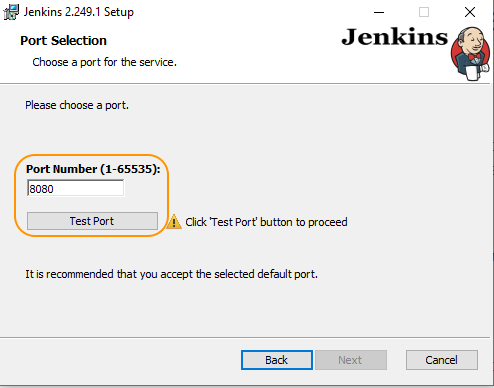 Jenkins 2.249.1 Setup
Port Selection
Choose a port for the service.
Jenkins
Please choose a port.
Port Number (1-65535):
8080
Test Port
Click 'Test Port' button to proceed
It is recommended that you accept the selected default port.
Back
Next
Cancel